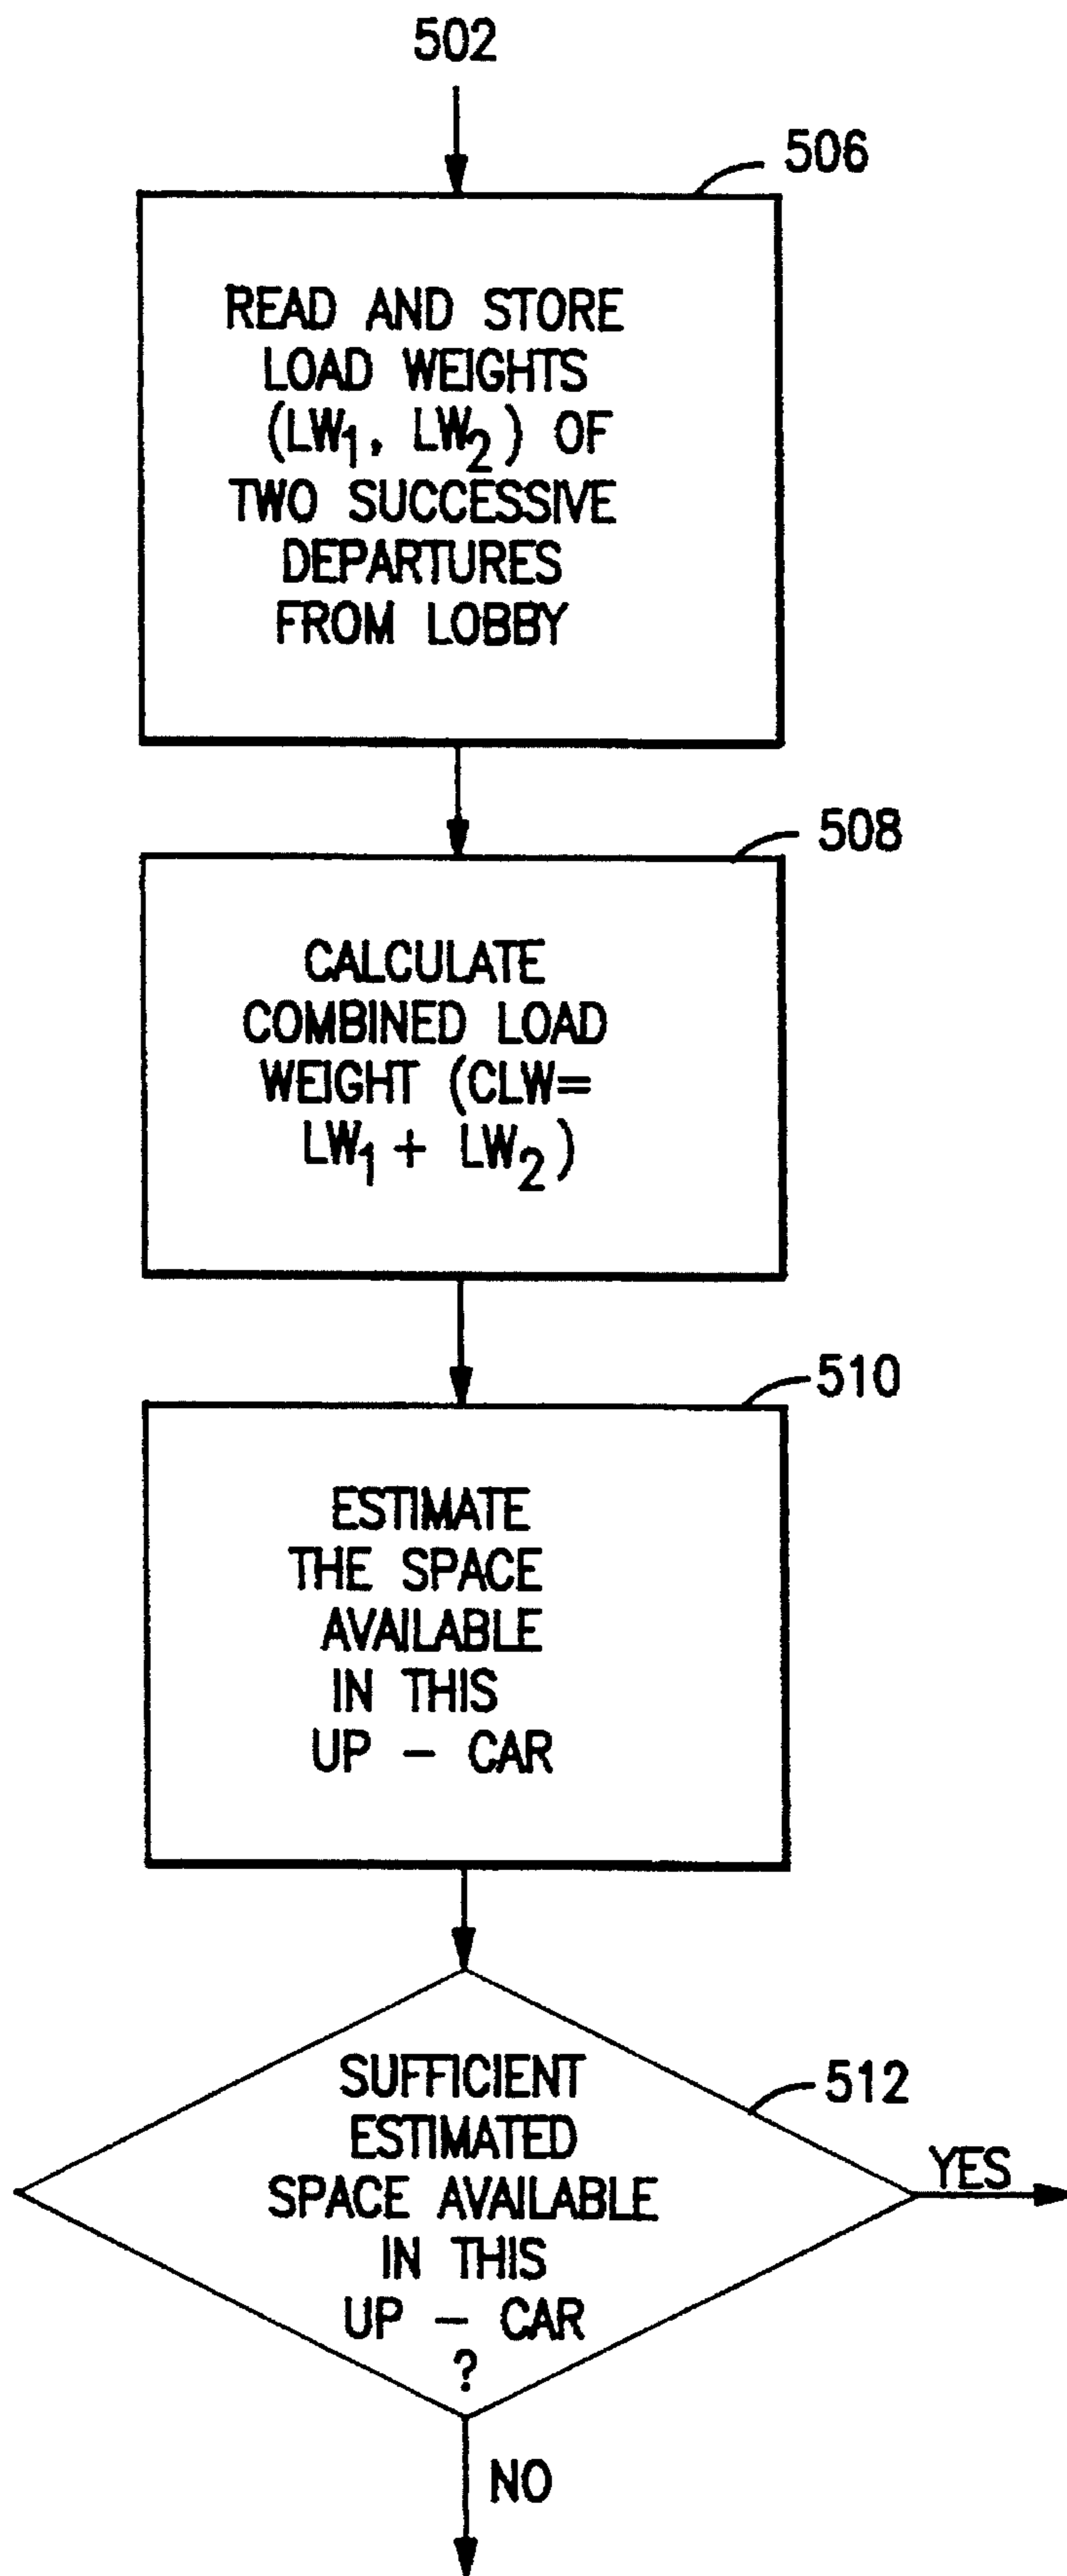 502
506
READ AND STORE
LOAD WEIGHTS
(LW₁, LW₂) OF
TWO SUCCESSIVE
DEPARTURES
FROM LOBBY
508
CALCULATE
COMBINED LOAD
WEIGHT (CLW=
LW₁ + LW₂)
510
ESTIMATE
THE SPACE
AVAILABLE
IN THIS
UP – CAR
512
SUFFICIENT
ESTIMATED
SPACE AVAILABLE
IN THIS
UP – CAR
?
YES
NO